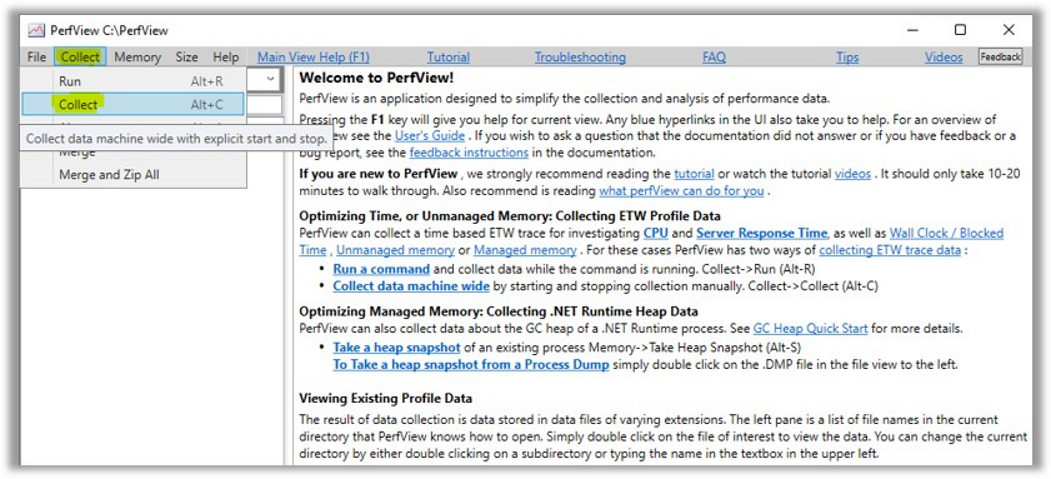 PerfView C:\PerfView
File Collect Memory Size Help Main View Help (F1) Tutorial Troubleshooting FAQ Tips Videos Feedback
Run Alt+R
Collect Alt+C
Collect data machine wide with explicit start and stop.
Merge
Merge and Zip All
Welcome to PerfView!
PerfView is an application designed to simplify the collection and analysis of performance data.
Pressing the F1 key will give you help for current view. Any blue hyperlinks in the UI also take you to help. For an overview of
see the User's Guide . If you wish to ask a question that the documentation did not answer or if you have feedback or a
bug report, see the feedback instructions in the documentation.
If you are new to PerfView , we strongly recommend reading the tutorial or watch the tutorial videos . It should only take 10-20
minutes to walk through. Also recommend is reading what perfView can do for you .
Optimizing Time, or Unmanaged Memory: Collecting ETW Profile Data
PerfView can collect a time based ETW trace for investigating CPU and Server Response Time, as well as Wall Clock / Blocked
Time , Unmanaged memory or Managed memory . For these cases PerfView has two ways of collecting ETW trace data :
• Run a command and collect data while the command is running. Collect->Run (Alt-R)
• Collect data machine wide by starting and stopping collection manually. Collect->Collect (Alt-C)
Optimizing Managed Memory: Collecting .NET Runtime Heap Data
PerfView can also collect data about the GC heap of a .NET Runtime process. See GC Heap Quick Start for more details.
• Take a heap snapshot of an existing process Memory->Take Heap Snapshot (Alt-S)
To Take a heap snapshot from a Process Dump simply double click on the .DMP file in the file view to the left.
Viewing Existing Profile Data
The result of data collection is data stored in data files of varying extensions. The left pane is a list of file names in the current
directory that PerfView knows how to open. Simply double click on the file of interest to view the data. You can change the current
directory by either double clicking on a subdirectory or typing the name in the textbox in the upper left.